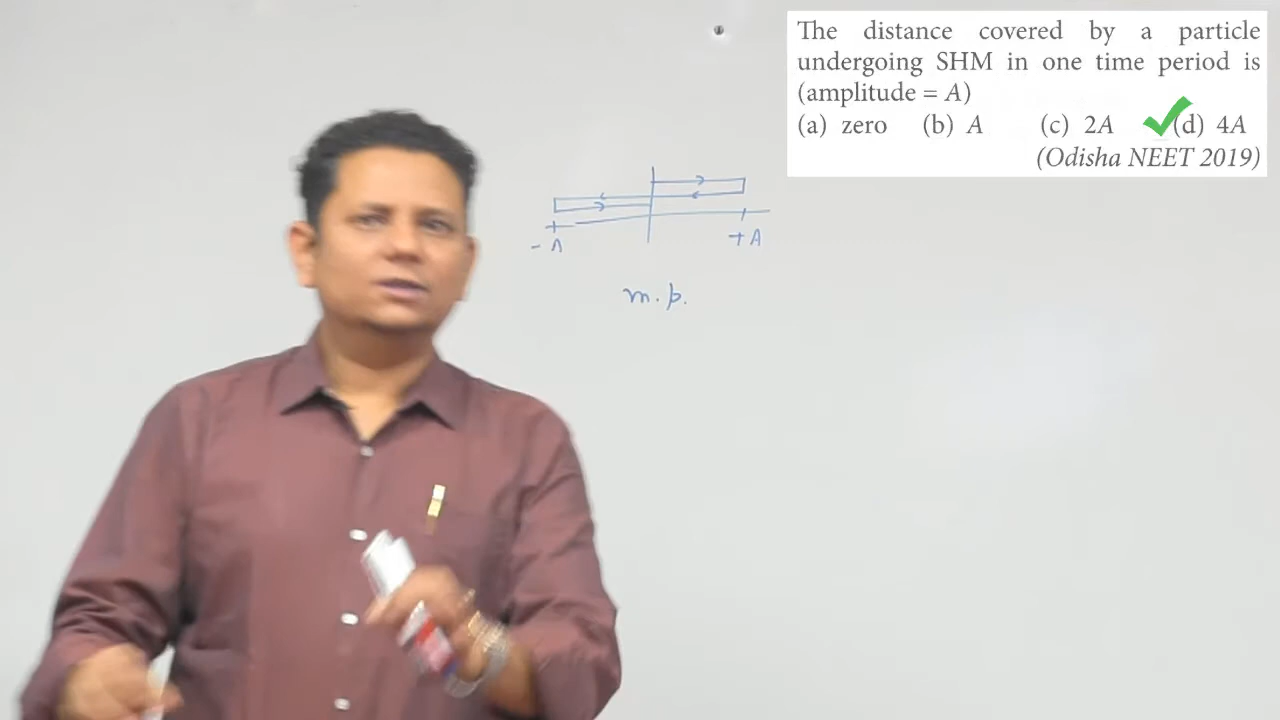 The distance covered by a particle
undergoing SHM in one time period is
(amplitude = A)
(a) zero (b) A (c) 2A (d) 4A
(Odisha NEET 2019)
- A
+ A
m.p.